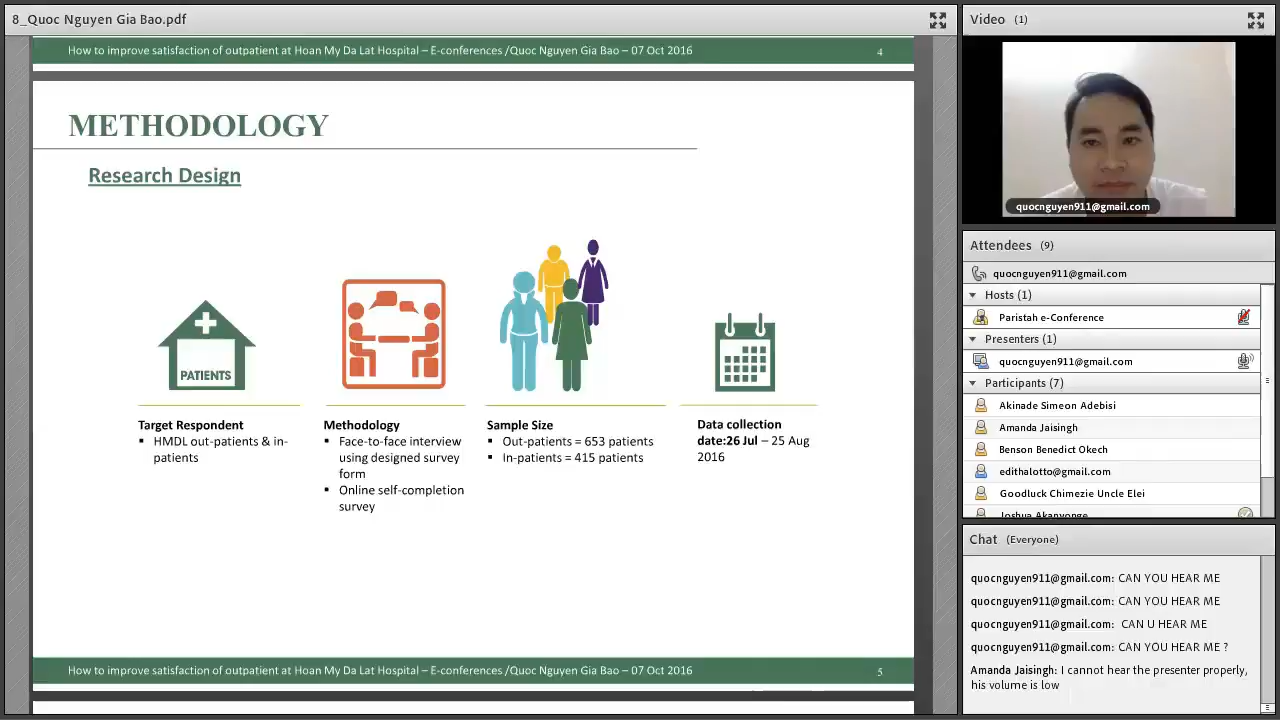 8_Quoc Nguyen Gia Bao.pdf
How to improve satisfaction of outpatient at Hoan My Da Lat Hospital – E-conferences /Quoc Nguyen Gia Bao – 07 Oct 2016
4
METHODOLOGY
Research Design
PATIENTS
Target Respondent
▪ HMDL out-patients & in-
patients
Methodology
▪ Face-to-face interview
using designed survey
form
▪ Online self-completion
survey
Sample Size
▪ Out-patients = 653 patients
▪ In-patients = 415 patients
Data collection
date:26 Jul – 25 Aug
2016
How to improve satisfaction of outpatient at Hoan My Da Lat Hospital – E-conferences /Quoc Nguyen Gia Bao – 07 Oct 2016
5
Video (1)
quocnguyen911@gmail.com
Attendees (9)
quocnguyen911@gmail.com
Hosts (1)
Paristah e-Conference
Presenters (1)
quocnguyen911@gmail.com
Participants (7)
Akinade Simeon Adebisi
Amanda Jaisingh
Benson Benedict Okech
edithalotto@gmail.com
Goodluck Chimezie Uncle Elei
Chat (Everyone)
quocnguyen911@gmail.com: CAN YOU HEAR ME
quocnguyen911@gmail.com: CAN YOU HEAR ME
quocnguyen911@gmail.com: CAN U HEAR ME
quocnguyen911@gmail.com: CAN YOU HEAR ME ?
Amanda Jaisingh: I cannot hear the presenter properly,
his volume is low